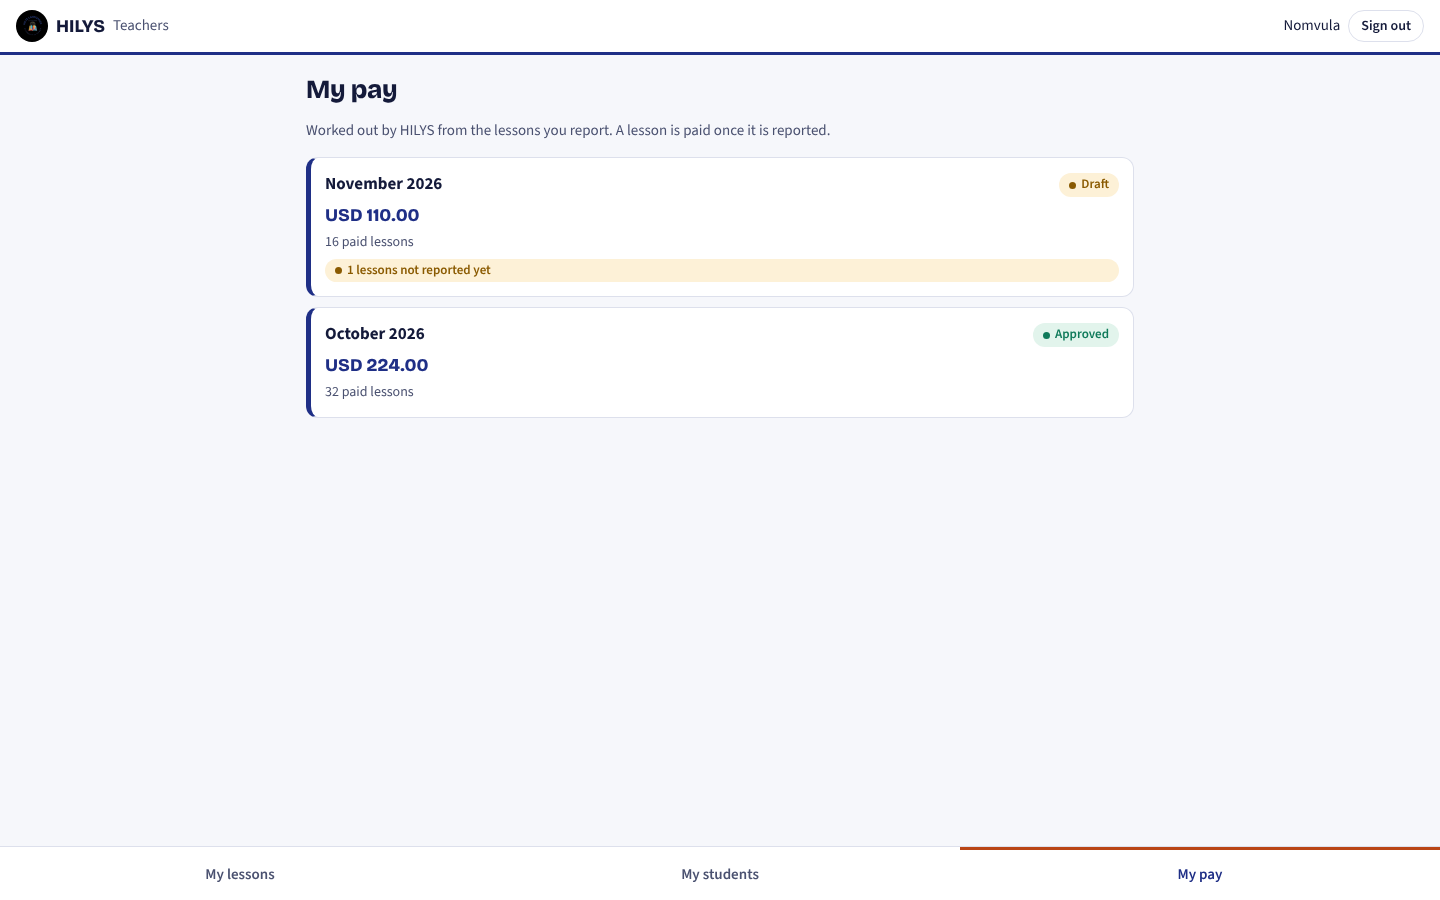 HILYS Teachers
Nomvula Sign out
My pay
Worked out by HILYS from the lessons you report. A lesson is paid once it is reported.
November 2026
Draft
USD 110.00
16 paid lessons
1 lessons not reported yet
October 2026
Approved
USD 224.00
32 paid lessons
My lessons
My students
My pay